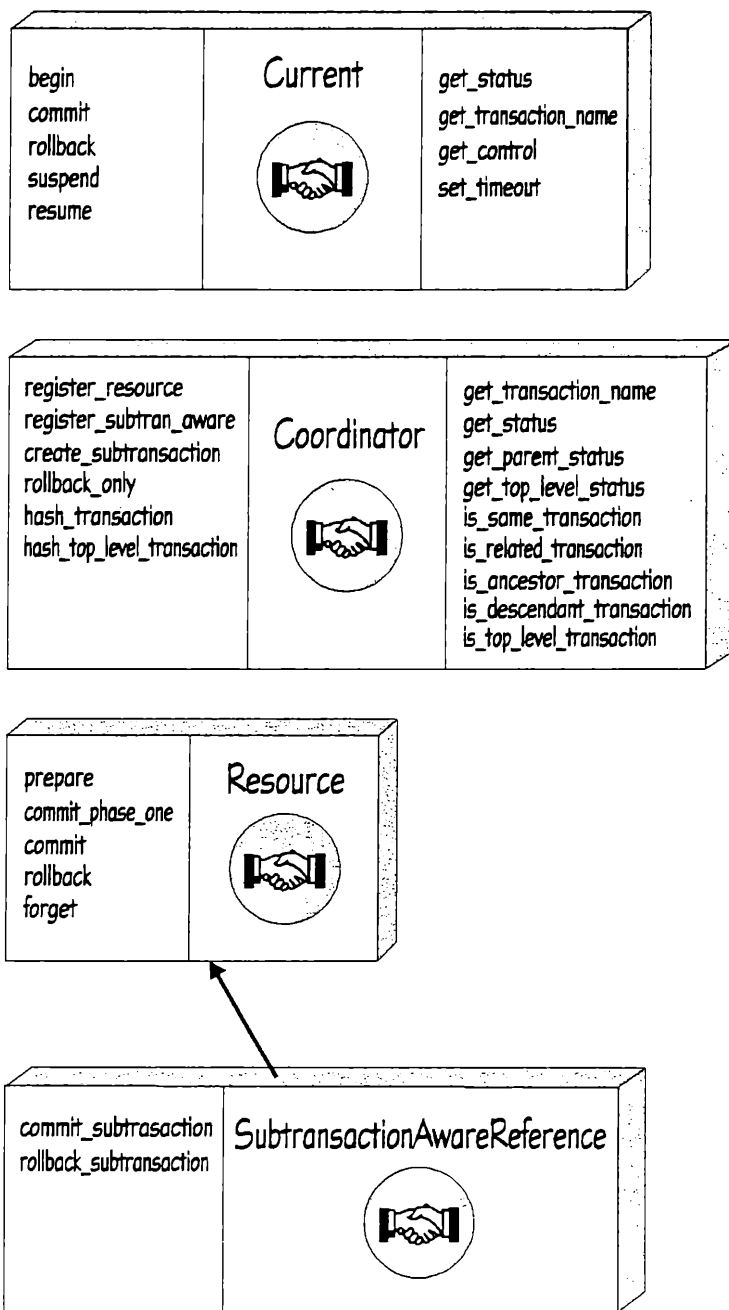 begin
commit
rollback
suspend
resume
Current
get_status
get_transaction_name
get_control
set_timeout
register_resource
register_subtran_aware
create_subtransaction
rollback_only
hash_transaction
hash_top_level_transaction
Coordinator
get_transaction_name
get_status
get_parent_status
get_top_level_status
is_same_transaction
is_related_transaction
is_ancestor_transaction
is_descendant_transaction
is_top_level_transaction
prepare
commit_phase_one
commit
rollback
forget
Resource
commit_subtrasaction
rollback_subtransaction
SubtransactionAwareReference